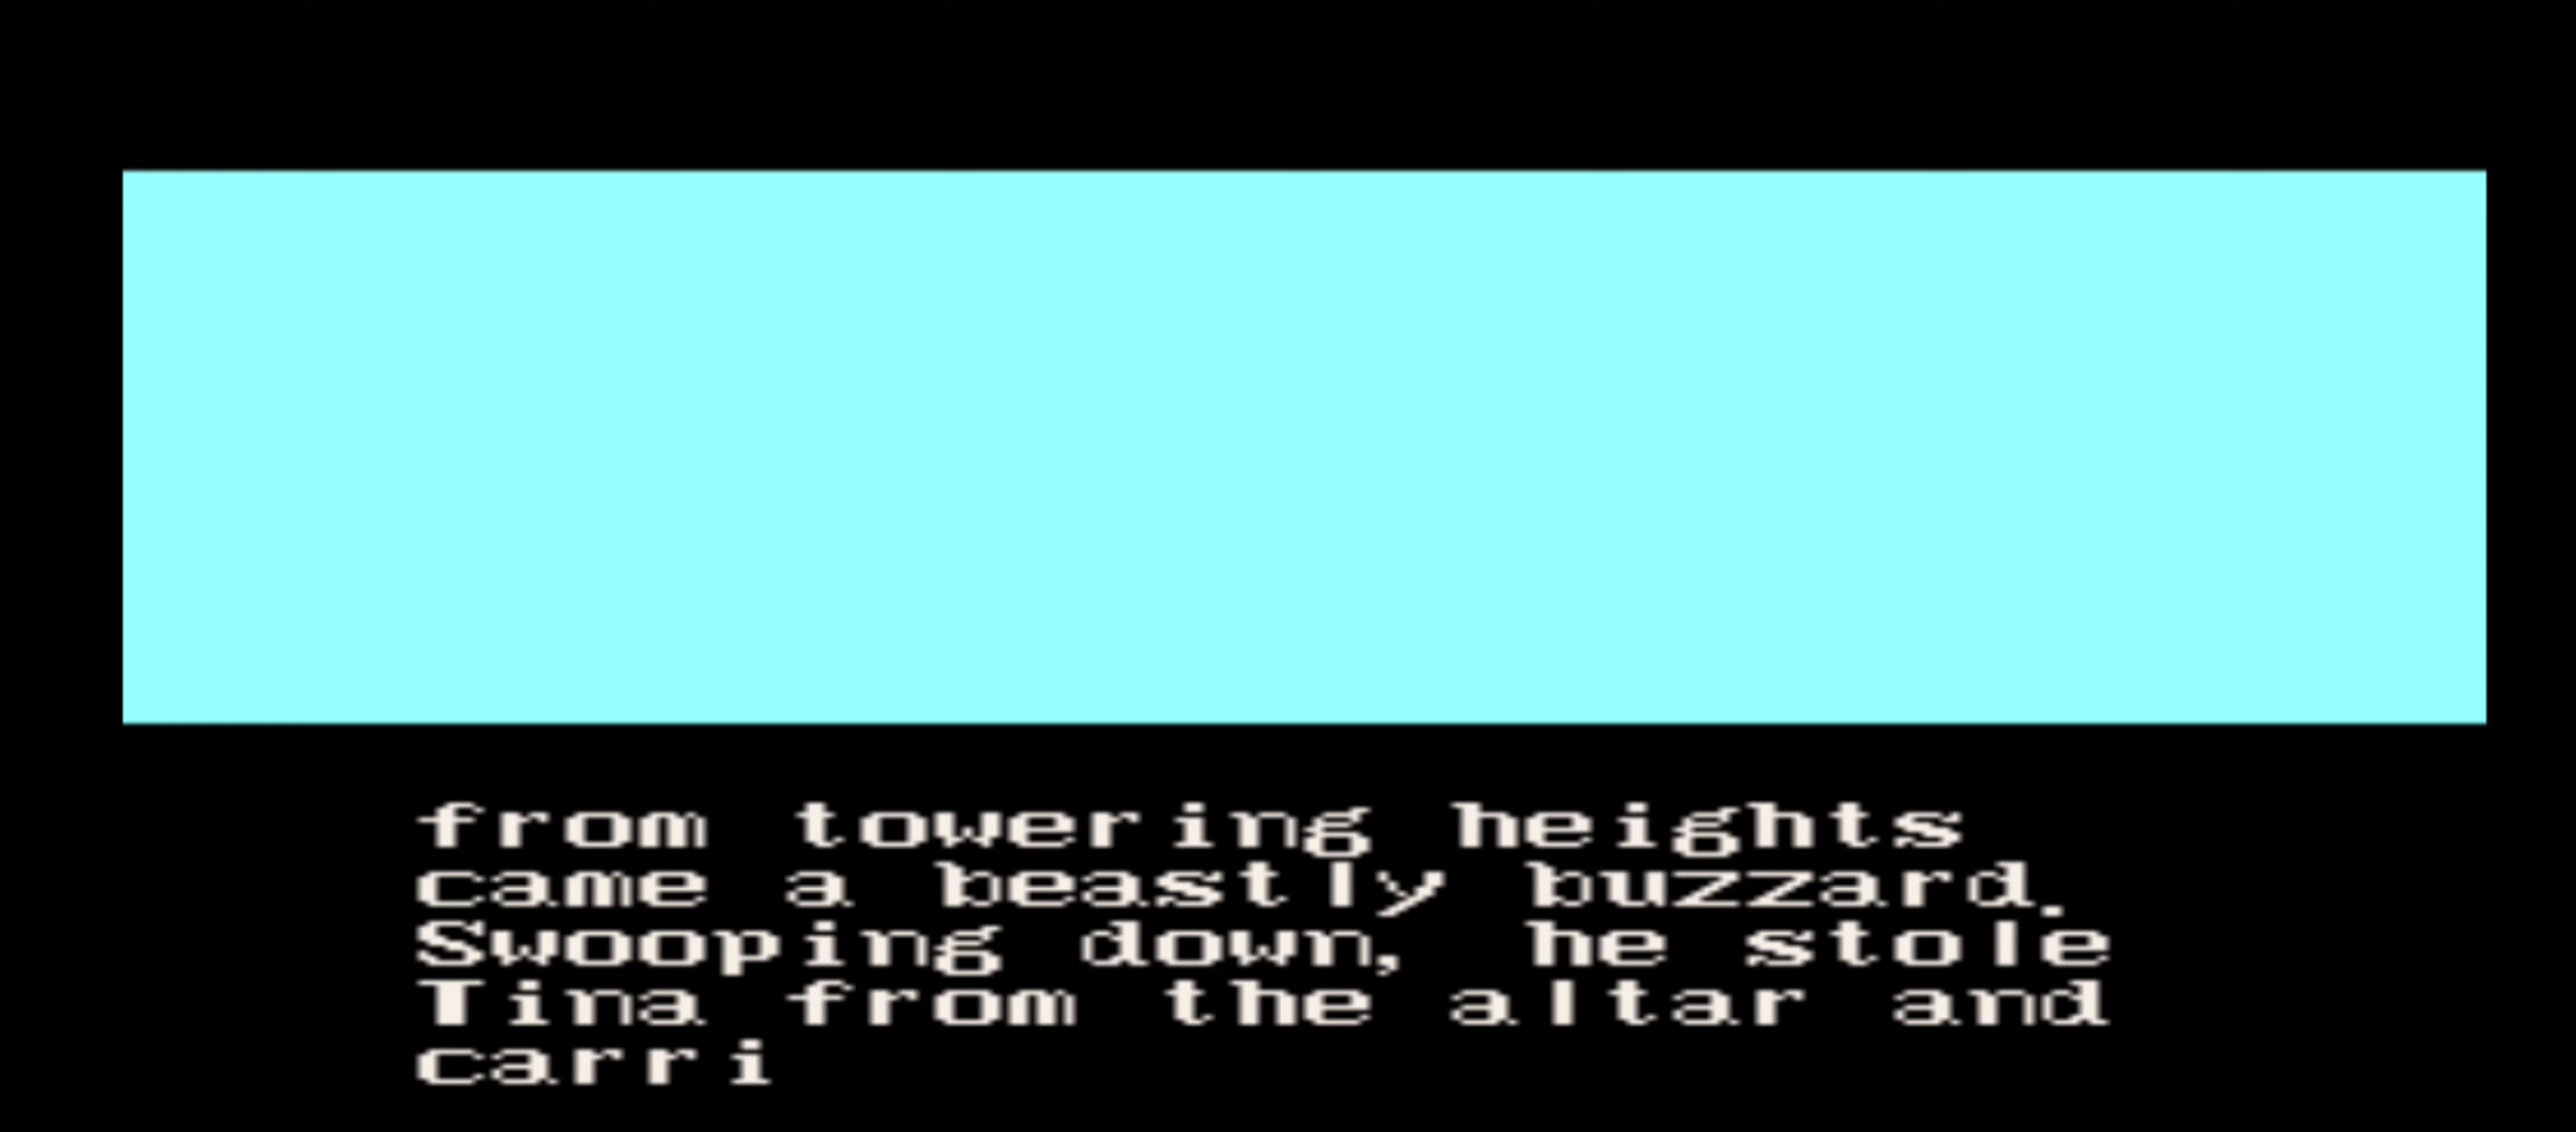 from towering heights
came a beastly buzzard.
Swooping down, he stole
Tina from the altar and
carri